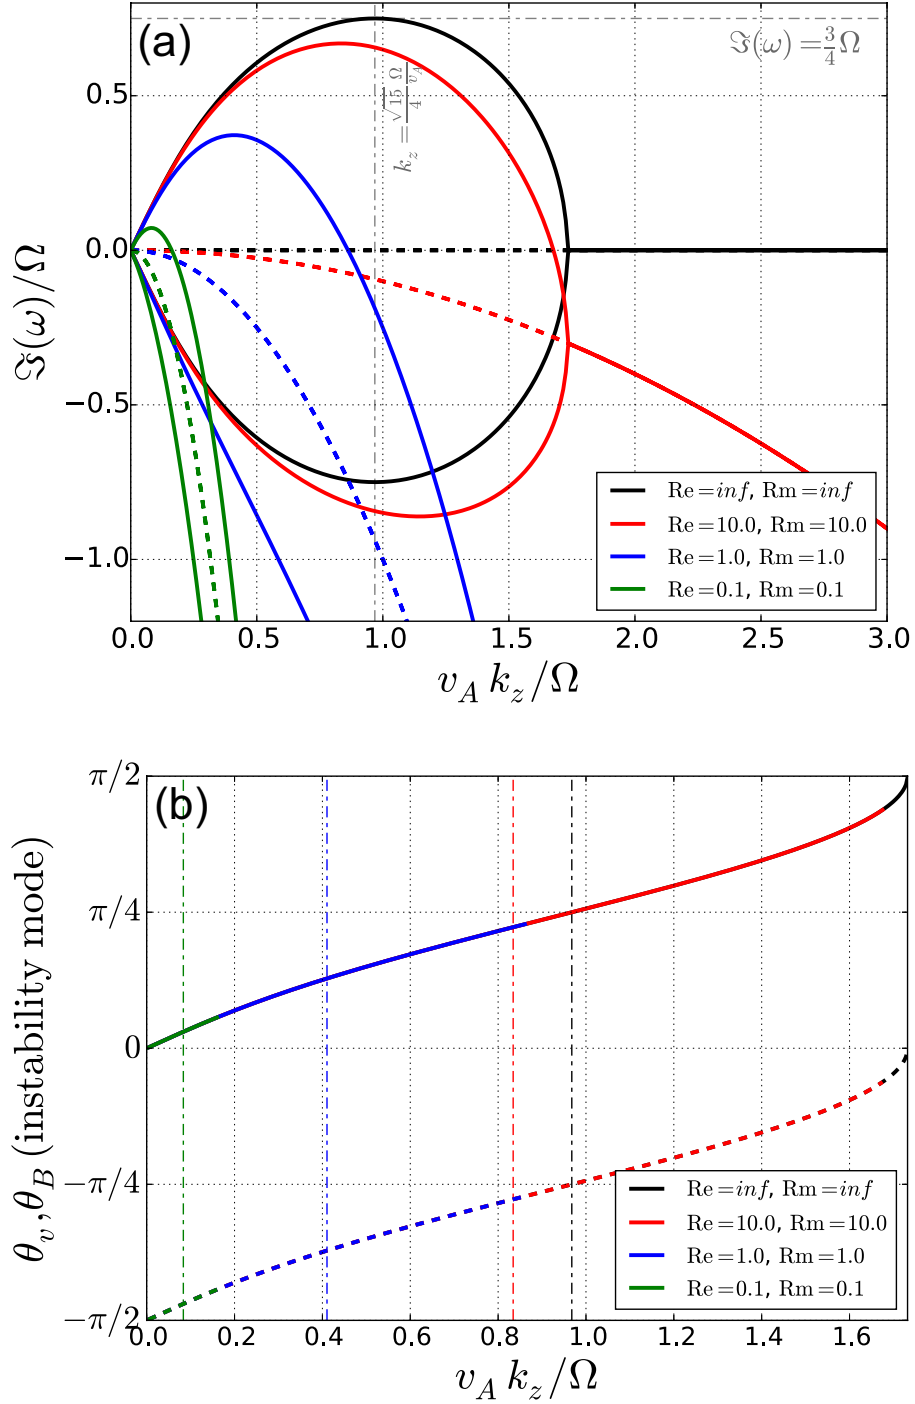 (a)
ℑ(ω) = 3/4 Ω
k_z = √15/4 Ω/v_A
0.5
0.0
−0.5
−1.0
ℑ(ω)/Ω
Re = inf, Rm = inf
Re = 10.0, Rm = 10.0
Re = 1.0, Rm = 1.0
Re = 0.1, Rm = 0.1
0.0 0.5 1.0 1.5 2.0 2.5 3.0
v_A k_z/Ω
(b)
π/2
π/4
0
−π/4
−π/2
θ_v, θ_B (instability mode)
Re = inf, Rm = inf
Re = 10.0, Rm = 10.0
Re = 1.0, Rm = 1.0
Re = 0.1, Rm = 0.1
0.0 0.2 0.4 0.6 0.8 1.0 1.2 1.4 1.6
v_A k_z/Ω